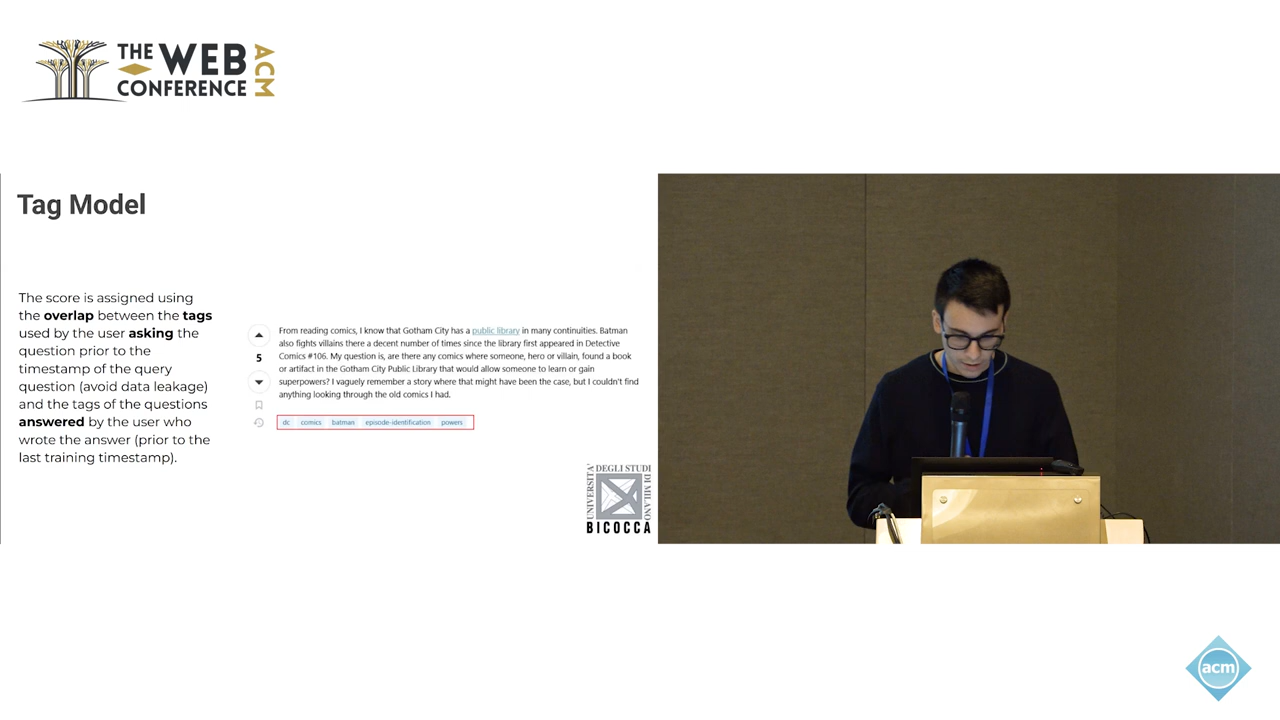 THE WEB
CONFERENCE
ACM
Tag Model
The score is assigned using
the overlap between the tags
used by the user asking the
question prior to the
timestamp of the query
question (avoid data leakage)
and the tags of the questions
answered by the user who
wrote the answer (prior to the
last training timestamp).
From reading comics, I know that Gotham City has a public library in many continuities. Batman
also fights villains there a decent number of times since the library first appeared in Detective
Comics #106. My question is, are there any comics where someone, hero or villain, found a book
or artifact in the Gotham City Public Library that would allow someone to learn or gain
superpowers? I vaguely remember a story where that might have been the case, but I couldn't find
anything looking through the old comics I had.
5
dc comics batman episode-identification powers
UNIVERSITA' DEGLI STUDI DI MILANO
BICOCCA
acm